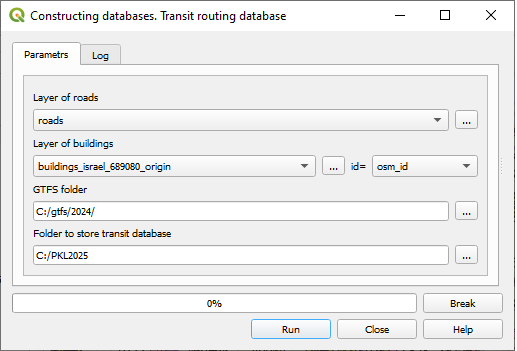 Constructing databases. Transit routing database
Parametrs Log
Layer of roads
roads ...
Layer of buildings
buildings_israel_689080_origin ... id= osm_id
GTFS folder
C:/gtfs/2024/ ...
Folder to store transit database
C:/PKL2025 ...
0% Break
Run Close Help